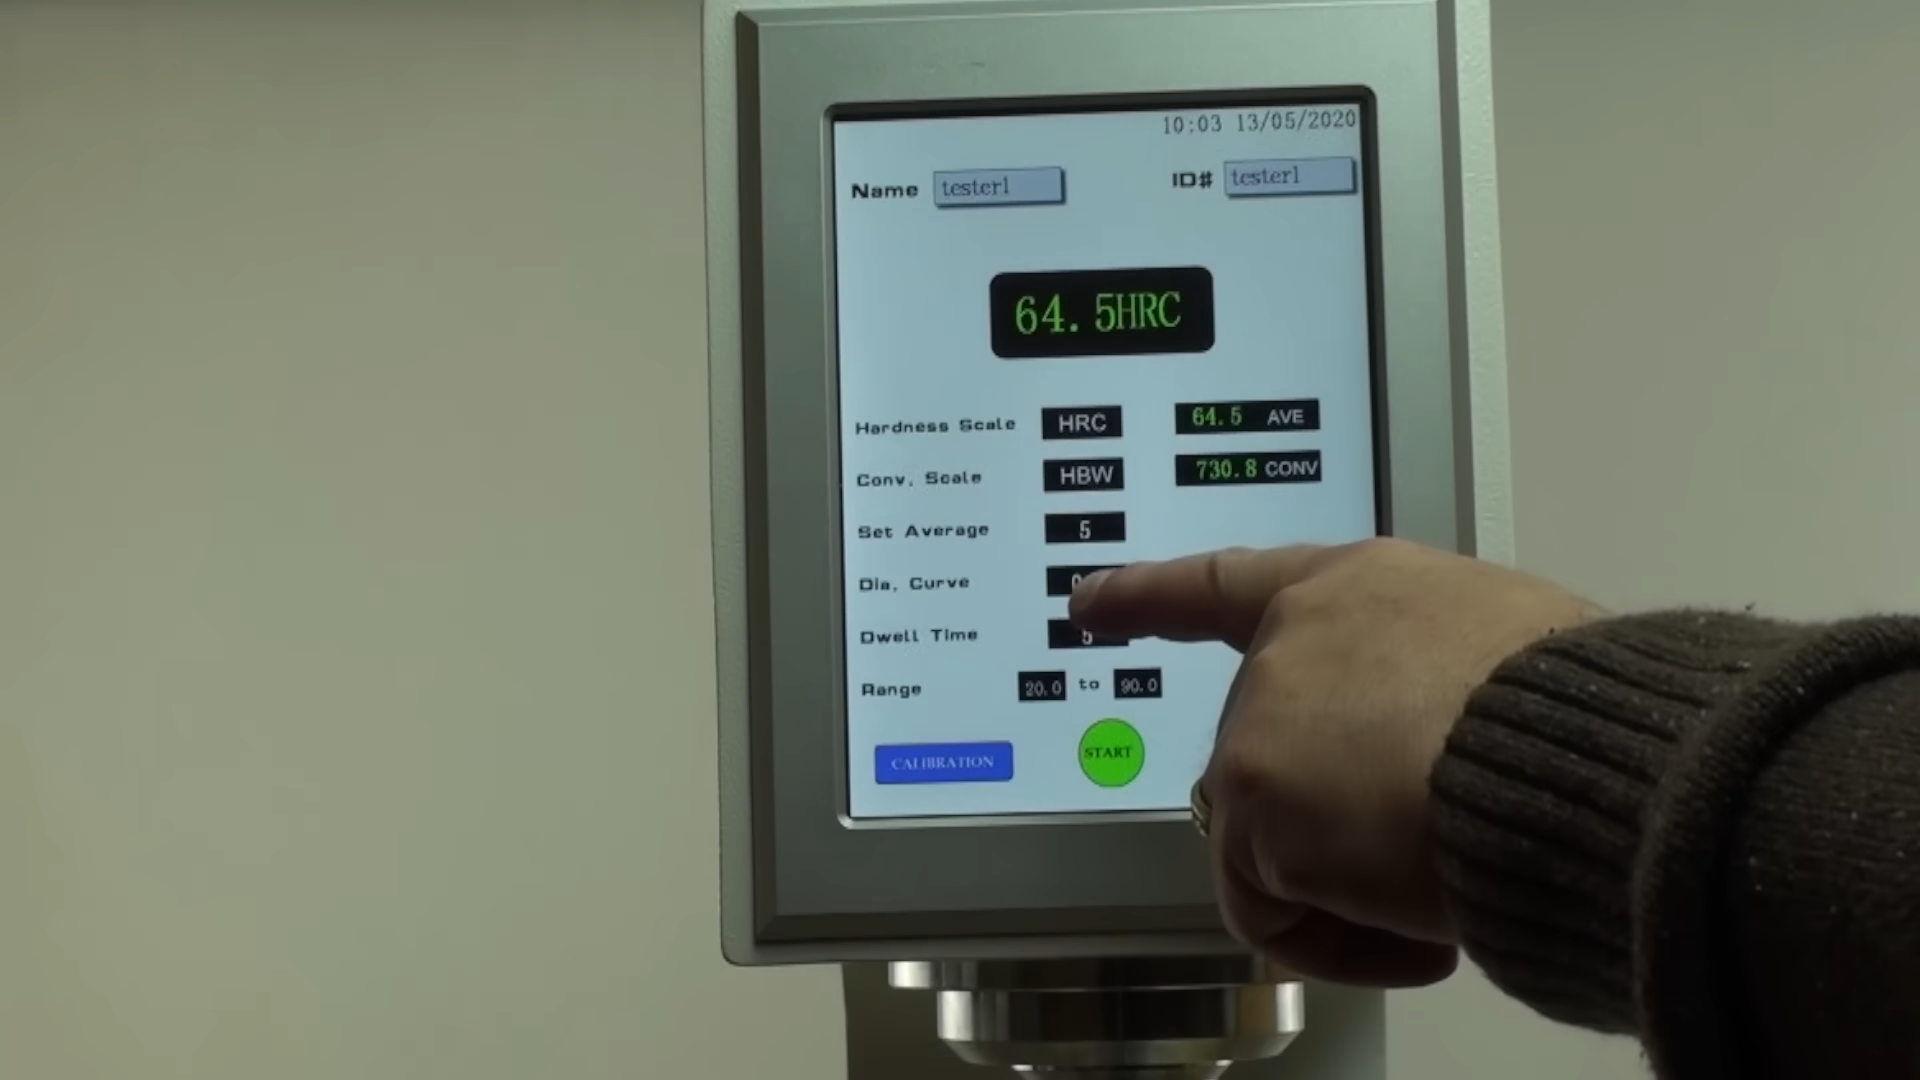 10:03 13/05/2020
Name tester1 ID# tester1
64.5HRC
Hardness Scale HRC 64.5 AVE
Conv. Scale HBW 730.8 CONV
Set Average 5
Dia. Curve
Dwell Time 5
Range 20.0 to 90.0
CALIBRATION START